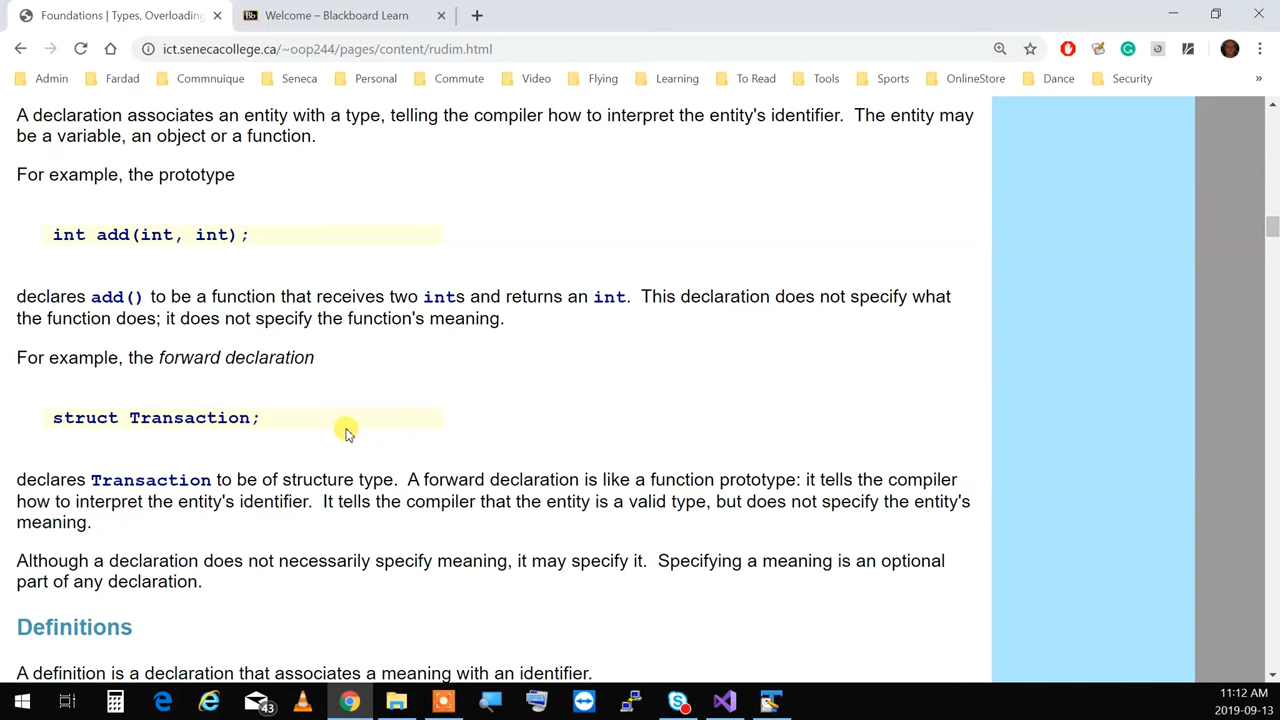 Foundations | Types, Overloading
Welcome – Blackboard Learn
ict.senecacollege.ca/~oop244/pages/content/rudim.html
Admin Fardad Commnuique Seneca Personal Commute Video Flying Learning To Read Tools Sports OnlineStore Dance Security »
A declaration associates an entity with a type, telling the compiler how to interpret the entity's identifier. The entity may
be a variable, an object or a function.
For example, the prototype
int add(int, int);
declares add() to be a function that receives two ints and returns an int. This declaration does not specify what
the function does; it does not specify the function's meaning.
For example, the forward declaration
struct Transaction;
declares Transaction to be of structure type. A forward declaration is like a function prototype: it tells the compiler
how to interpret the entity's identifier. It tells the compiler that the entity is a valid type, but does not specify the entity's
meaning.
Although a declaration does not necessarily specify meaning, it may specify it. Specifying a meaning is an optional
part of any declaration.
Definitions
A definition is a declaration that associates a meaning with an identifier.
43
11:12 AM
2019-09-13